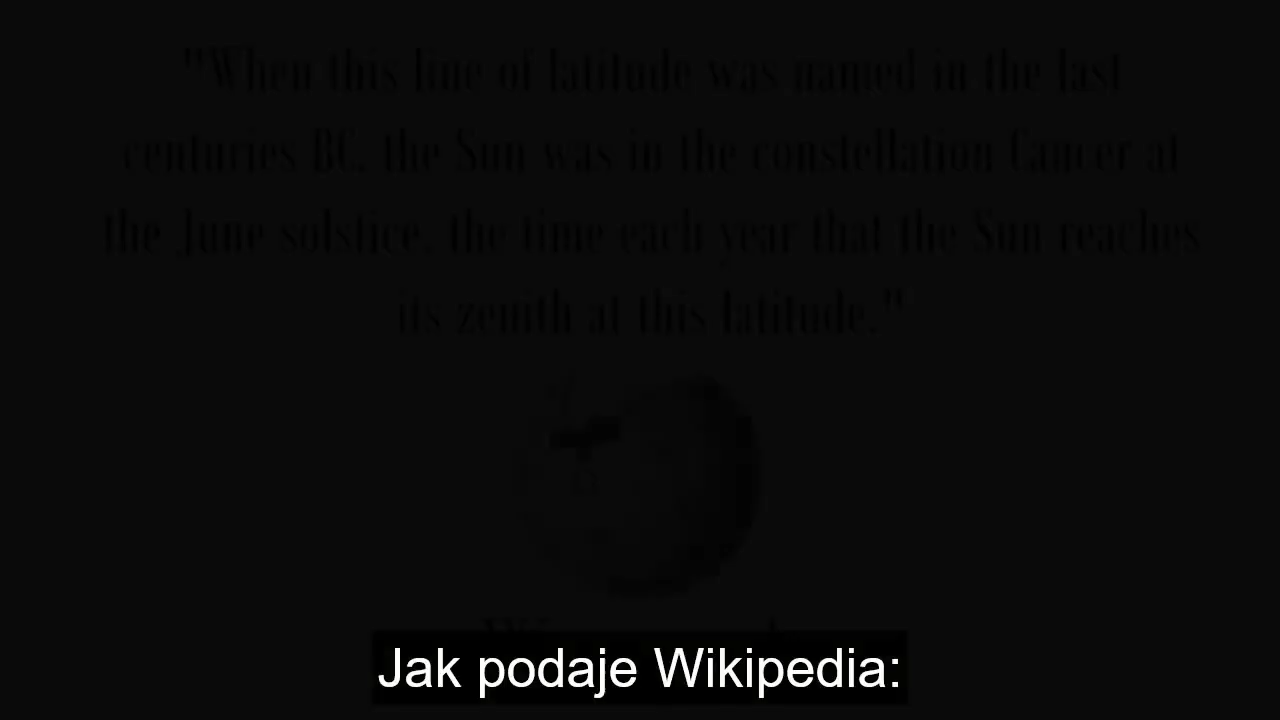 "When this line of latitude was named in the last
centuries BC, the Sun was in the constellation Cancer at
the June solstice, the time each year that the Sun reaches
its zenith at this latitude."
Jak podaje Wikipedia: